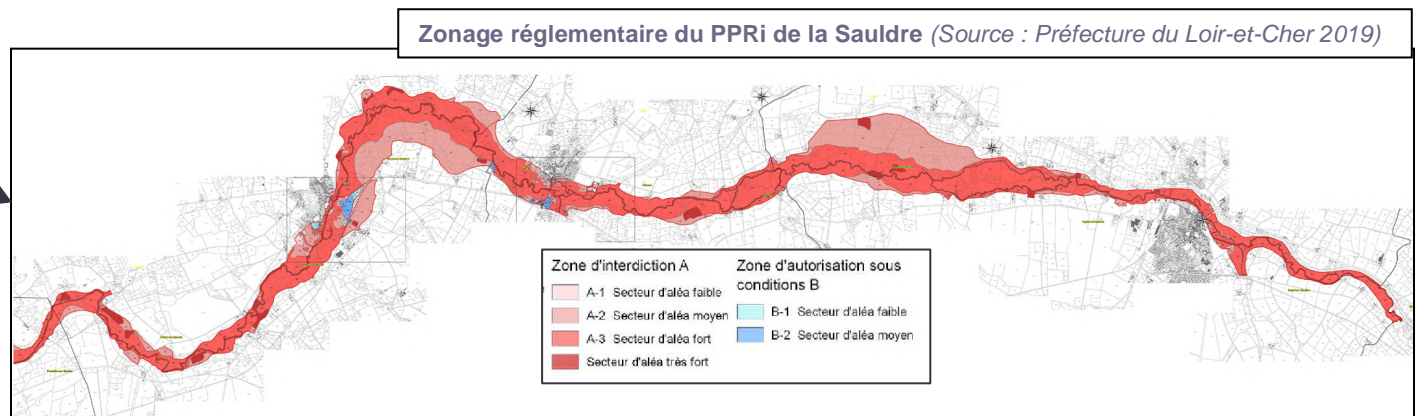 Zonage réglementaire du PPRi de la Sauldre (Source : Préfecture du Loir-et-Cher 2019)
Zone d'interdiction A
A-1 Secteur d'aléa faible
A-2 Secteur d'aléa moyen
A-3 Secteur d'aléa fort
Secteur d'aléa très fort
Zone d'autorisation sous
conditions B
B-1 Secteur d'aléa faible
B-2 Secteur d'aléa moyen